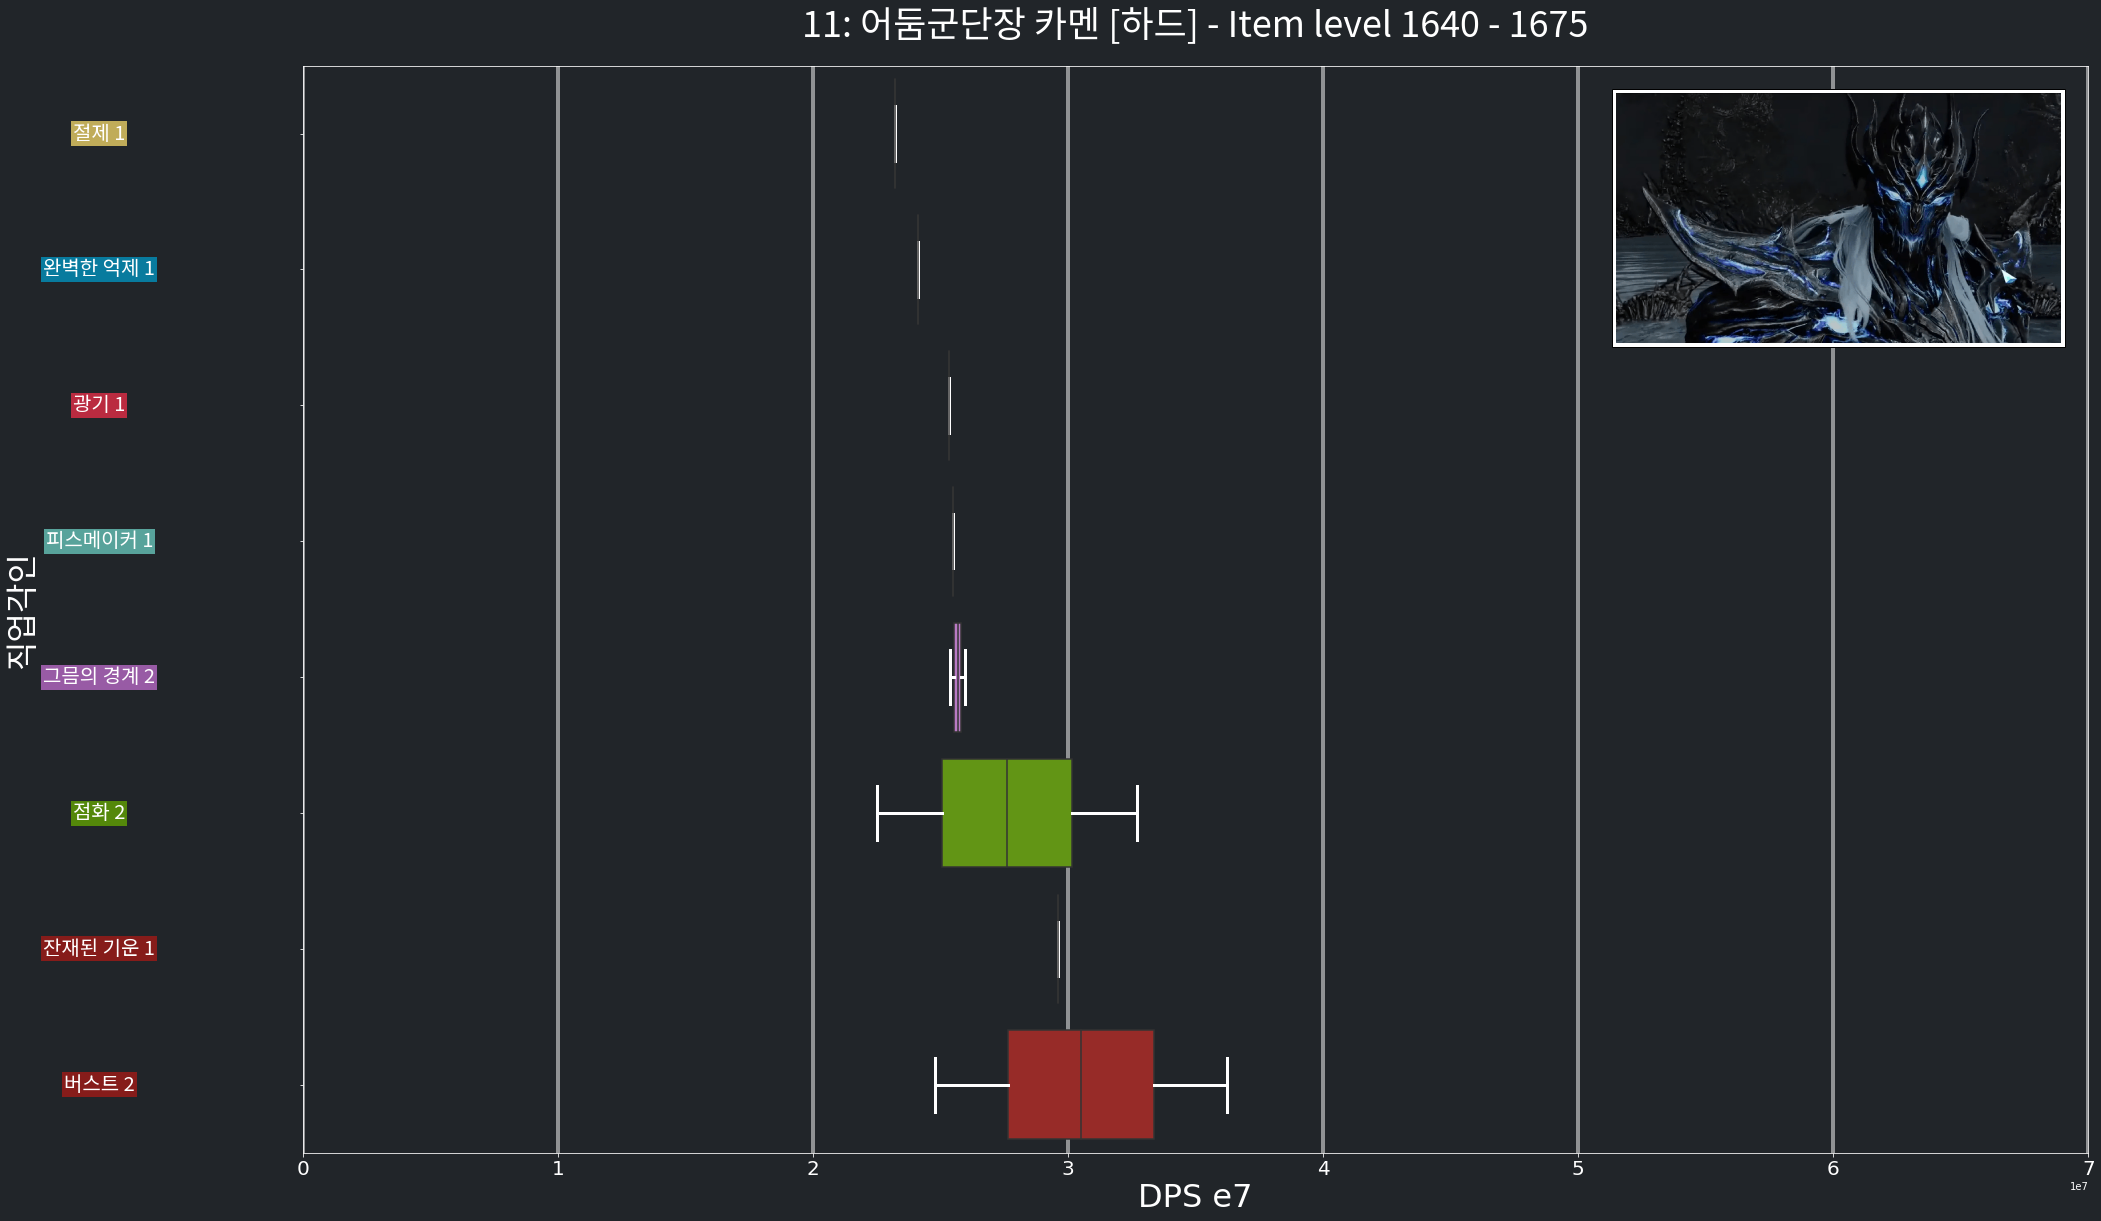 11: 어둠군단장 카멘 [하드] - Item level 1640 - 1675
직업각인
절제 1
완벽한 억제 1
광기 1
피스메이커 1
그믐의 경계 2
점화 2
잔재된 기운 1
버스트 2
0 1 2 3 4 5 6 7
1e7
DPS e7